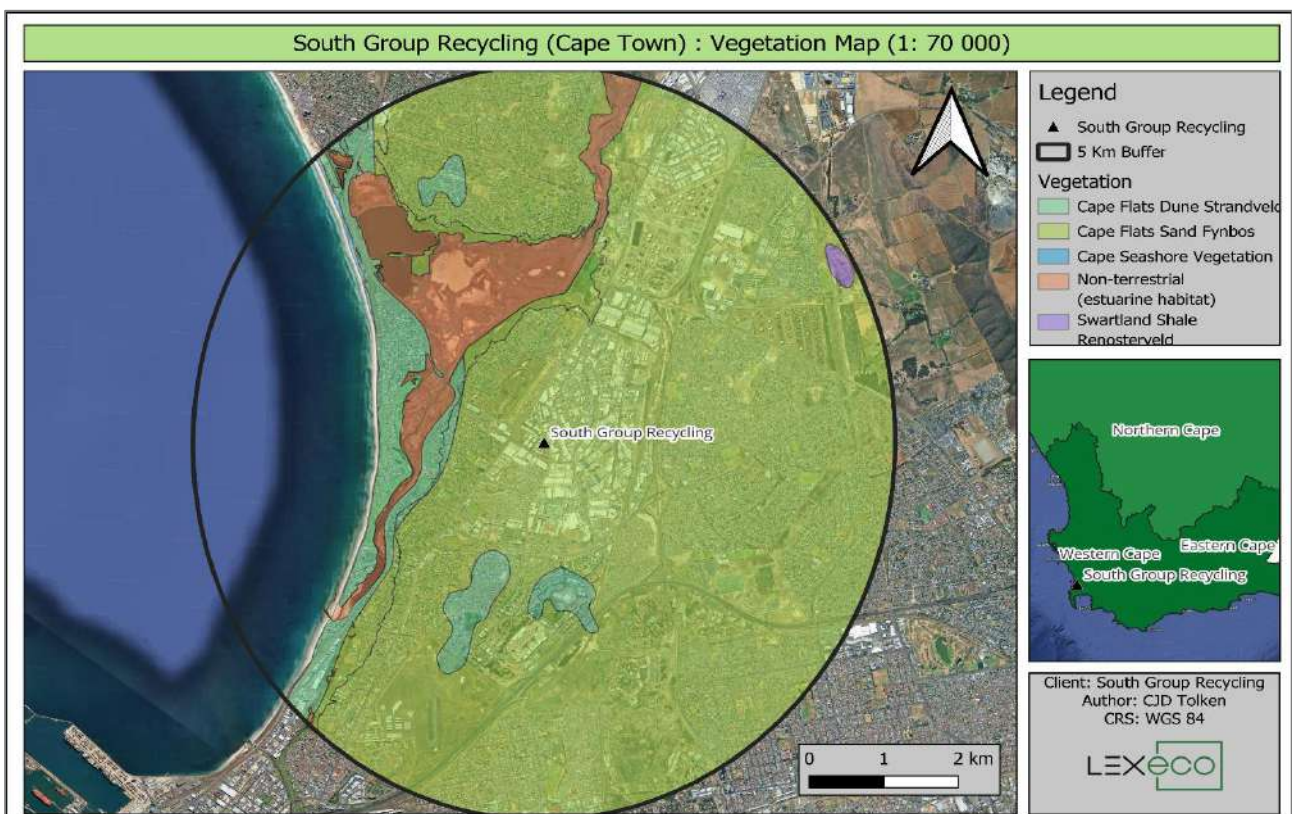 South Group Recycling (Cape Town) : Vegetation Map (1: 70 000)
South Group Recycling
0 1 2 km
Legend
South Group Recycling
5 Km Buffer
Vegetation
Cape Flats Dune Strandveld
Cape Flats Sand Fynbos
Cape Seashore Vegetation
Non-terrestrial
(estuarine habitat)
Swartland Shale
Renosterveld
Northern Cape
Western Cape
Eastern Cape
South Group Recycling
Client: South Group Recycling
Author: CJD Tolken
CRS: WGS 84
LEXeco